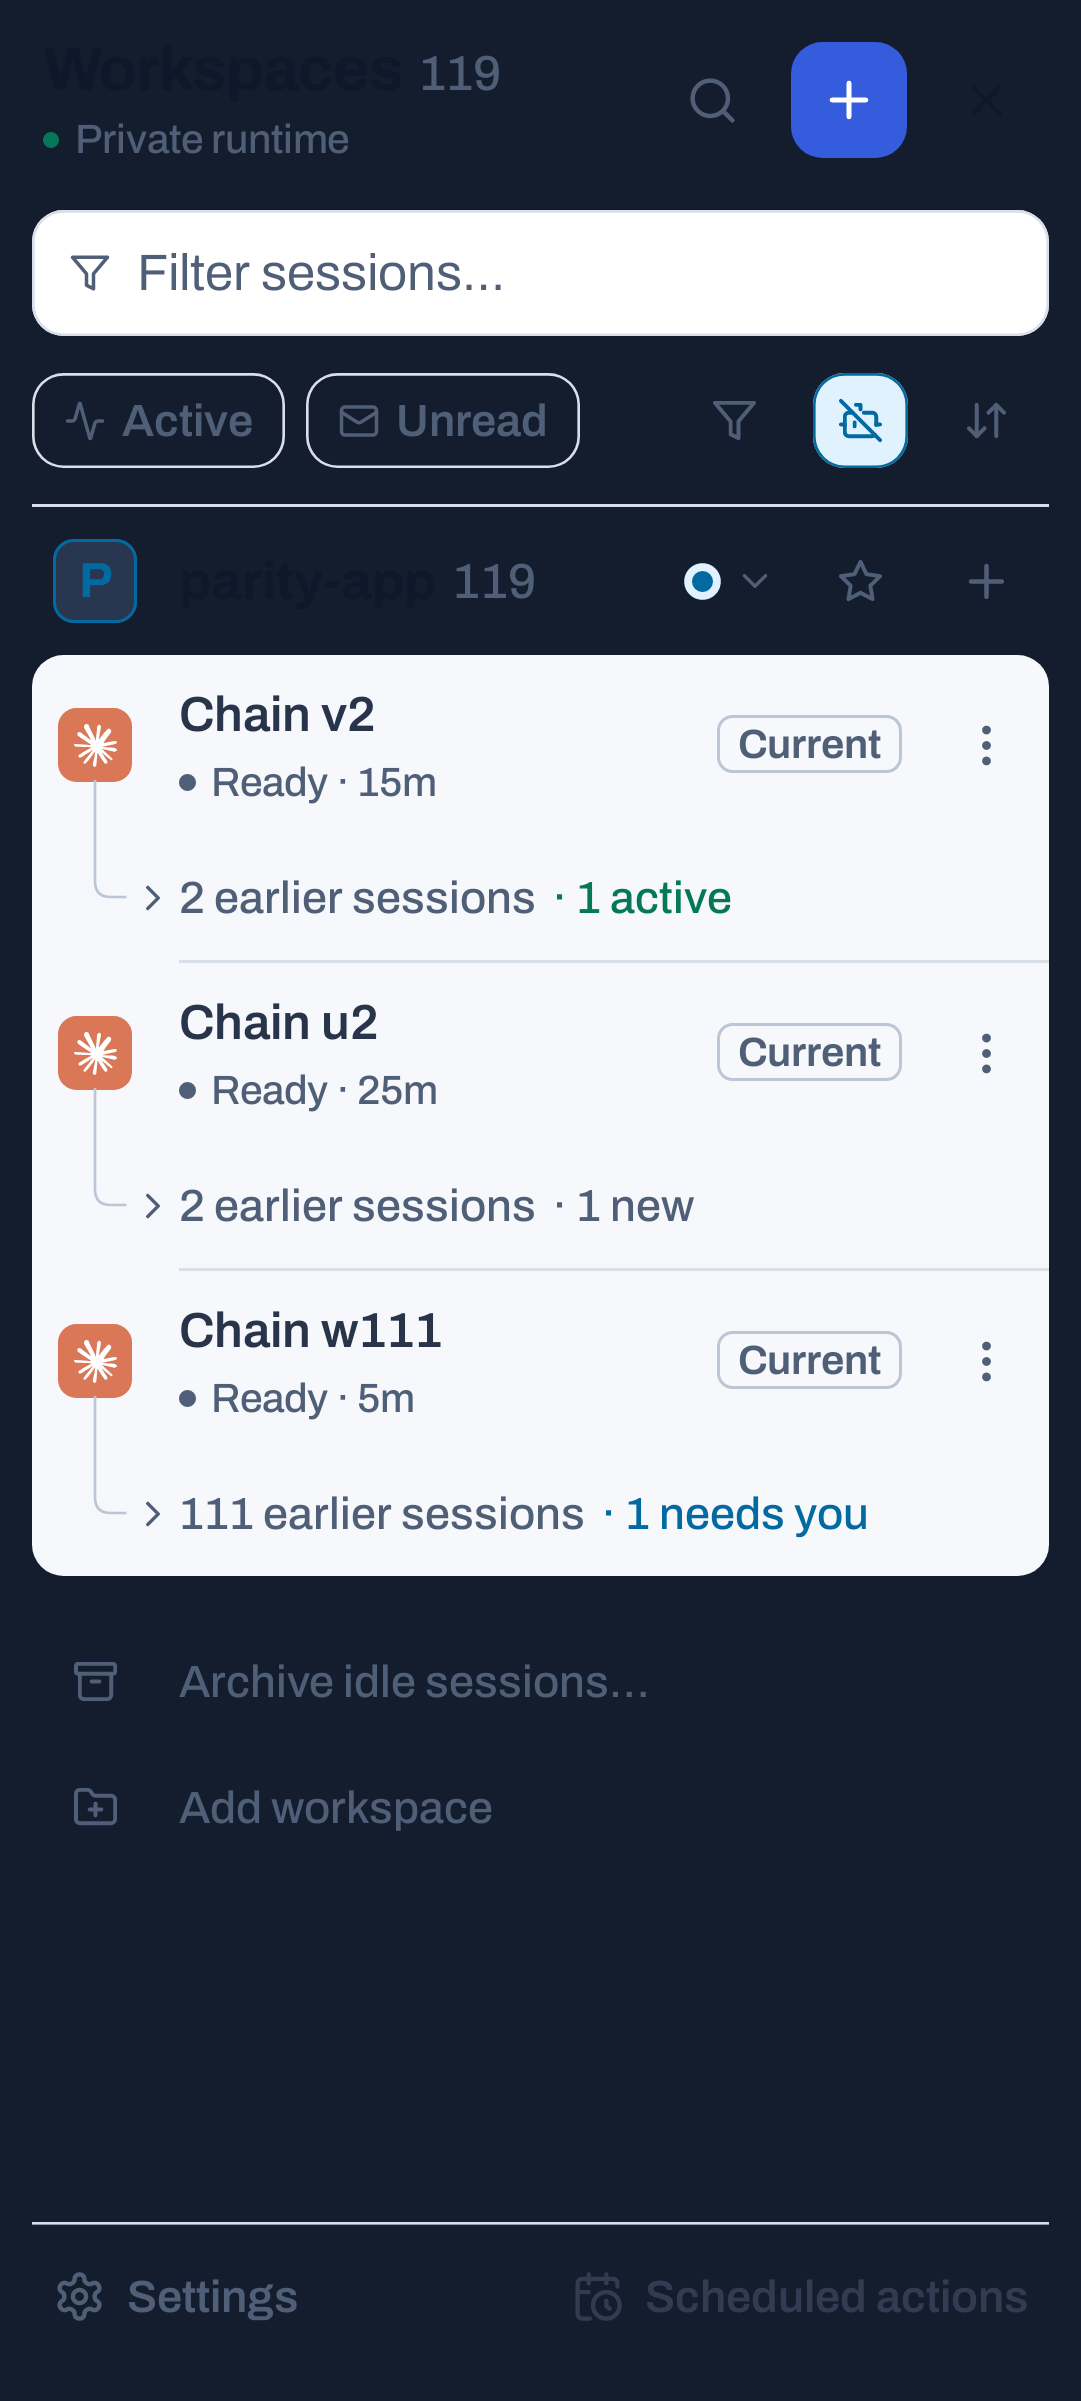 Workspaces 119
Private runtime
Filter sessions...
Active
Unread
P
parity-app 119
Chain v2
Current
Ready · 15m
2 earlier sessions · 1 active
Chain u2
Current
Ready · 25m
2 earlier sessions · 1 new
Chain w111
Current
Ready · 5m
111 earlier sessions · 1 needs you
Archive idle sessions...
Add workspace
Settings
Scheduled actions